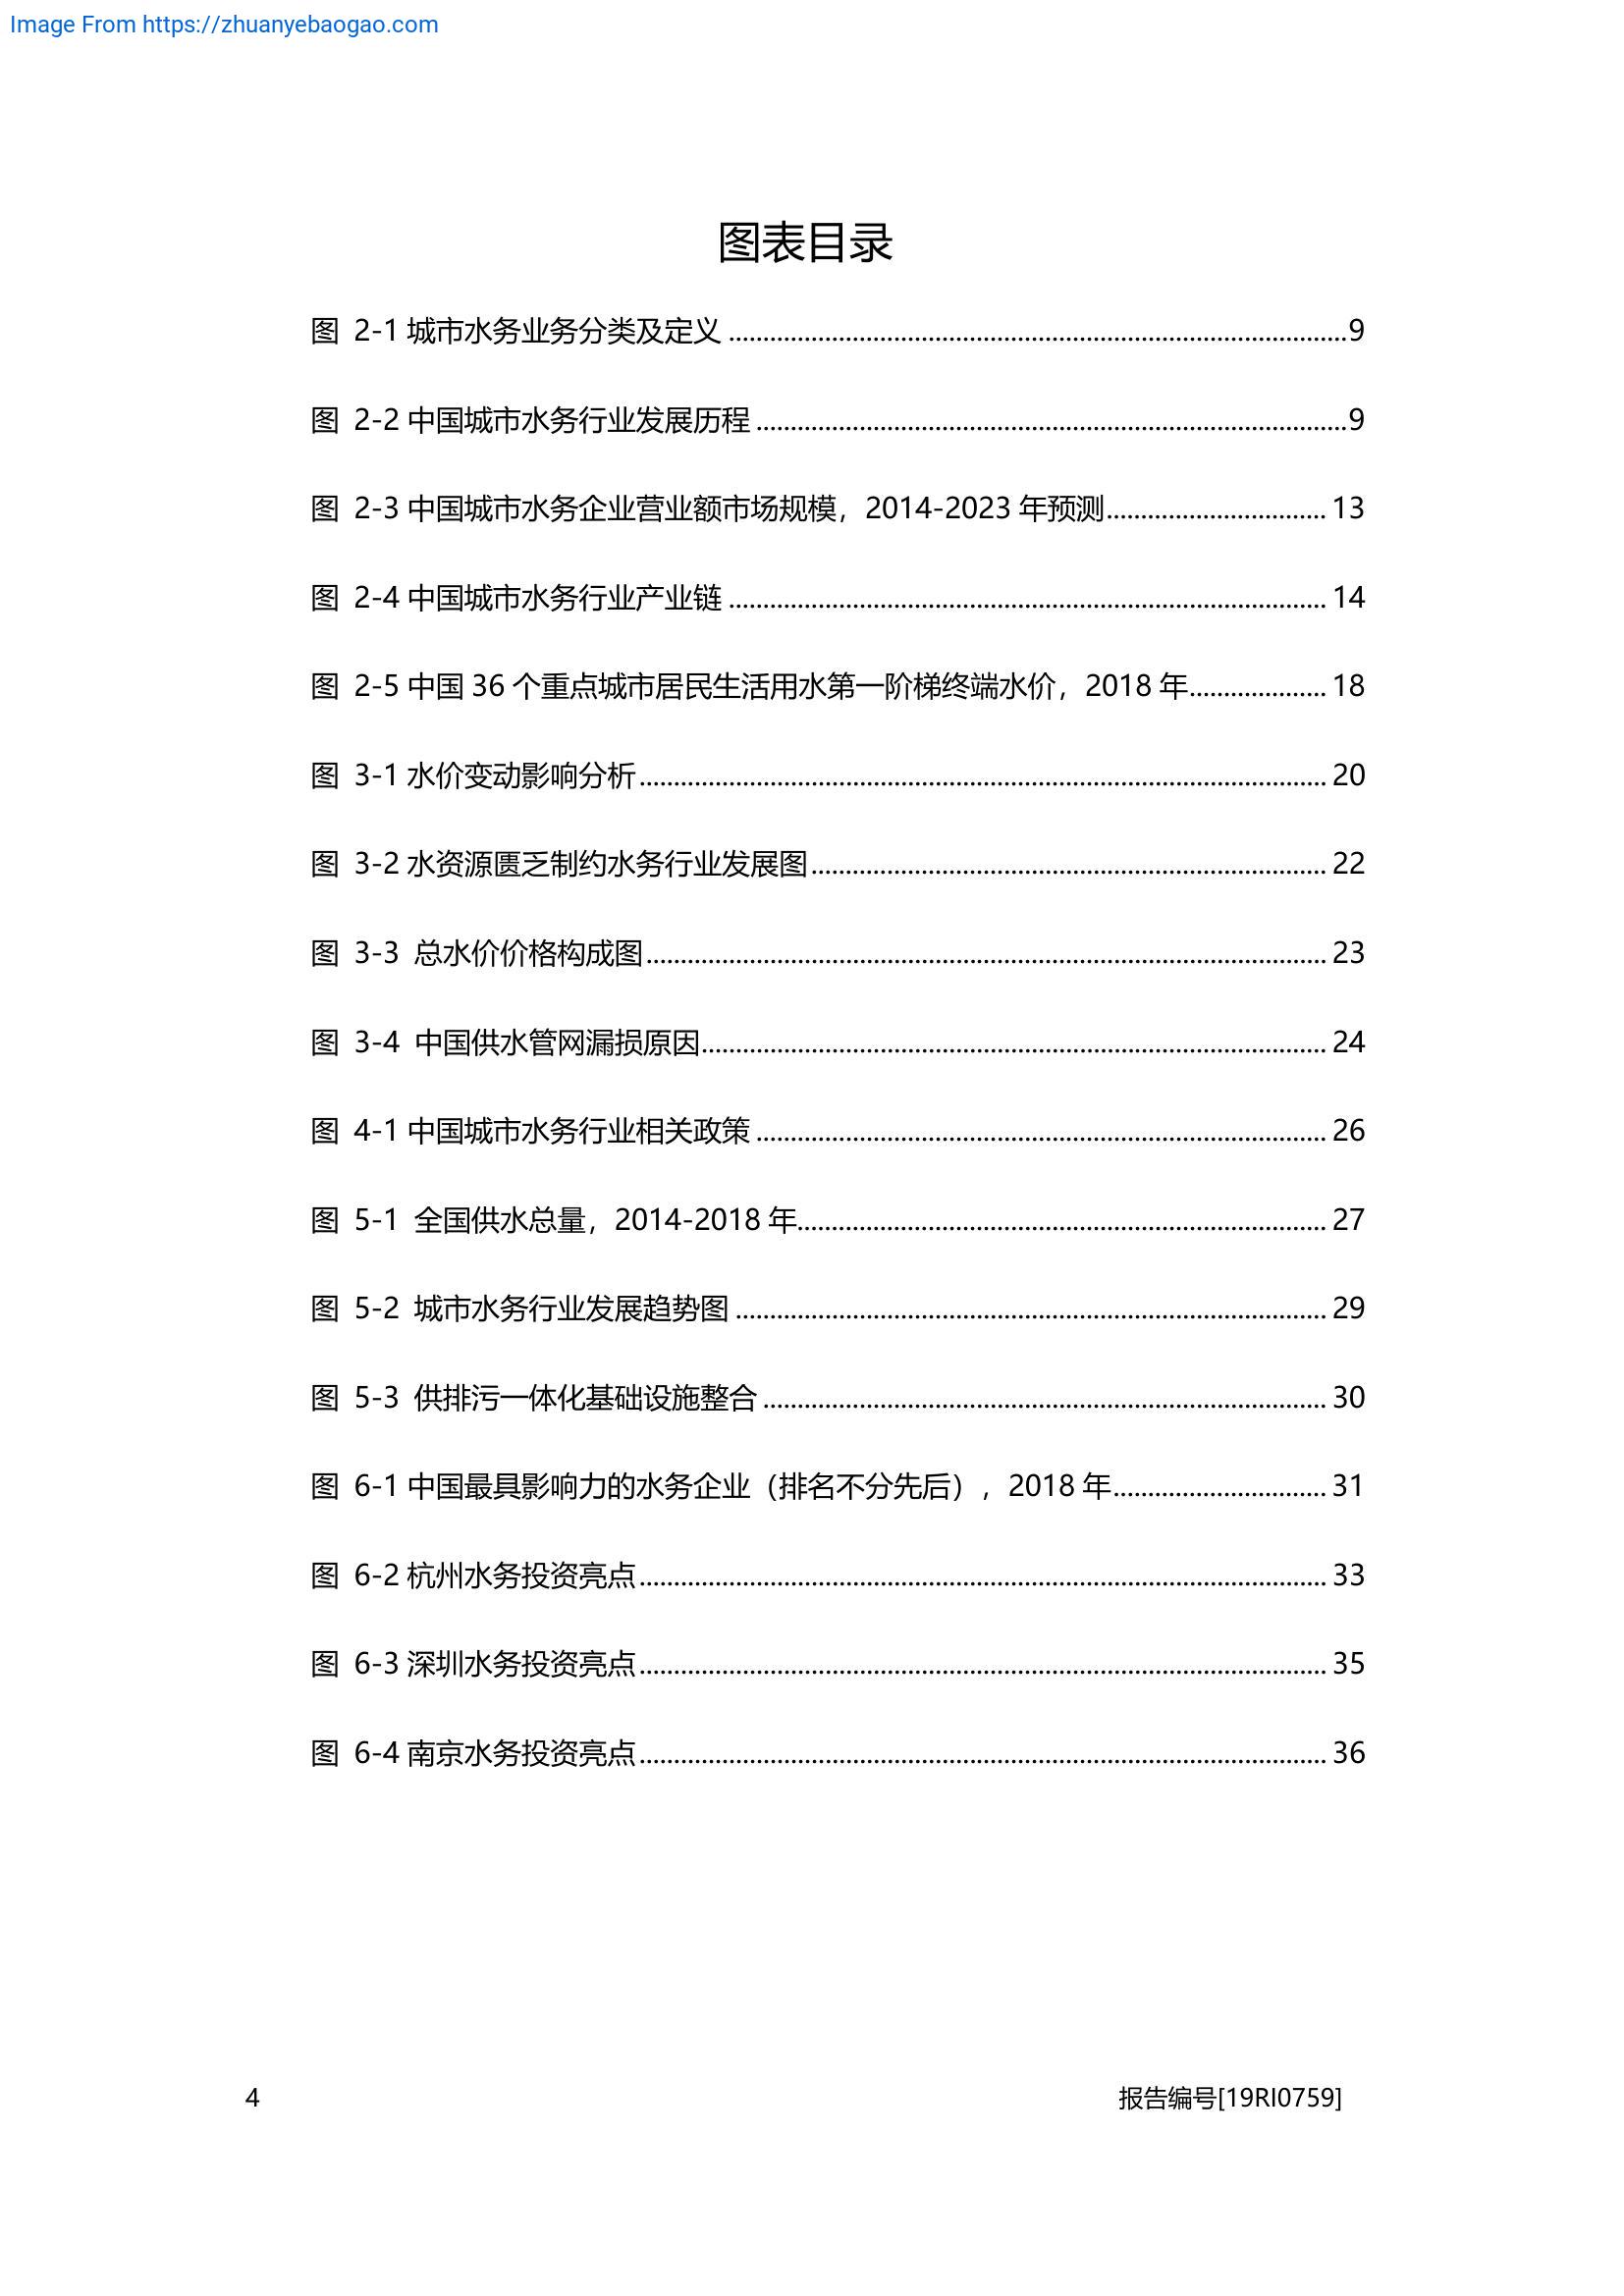 Image From https://zhuanyebaogao.com
图表目录
图 2-1 城市水务业务分类及定义 ........................................................................................ 9
图 2-2 中国城市水务行业发展历程 .................................................................................... 9
图 2-3 中国城市水务企业营业额市场规模，2014-2023 年预测 ................................ 13
图 2-4 中国城市水务行业产业链 ...................................................................................... 14
图 2-5 中国 36 个重点城市居民生活用水第一阶梯终端水价，2018 年 .................... 18
图 3-1 水价变动影响分析 .................................................................................................. 20
图 3-2 水资源匮乏制约水务行业发展图 .......................................................................... 22
图 3-3 总水价价格构成图 .................................................................................................. 23
图 3-4 中国供水管网漏损原因 .......................................................................................... 24
图 4-1 中国城市水务行业相关政策 .................................................................................. 26
图 5-1 全国供水总量，2014-2018 年 ............................................................................ 27
图 5-2 城市水务行业发展趋势图 ...................................................................................... 29
图 5-3 供排污一体化基础设施整合 .................................................................................. 30
图 6-1 中国最具影响力的水务企业（排名不分先后），2018 年 ............................... 31
图 6-2 杭州水务投资亮点 .................................................................................................. 33
图 6-3 深圳水务投资亮点 .................................................................................................. 35
图 6-4 南京水务投资亮点 .................................................................................................. 36
4 报告编号[19RI0759]